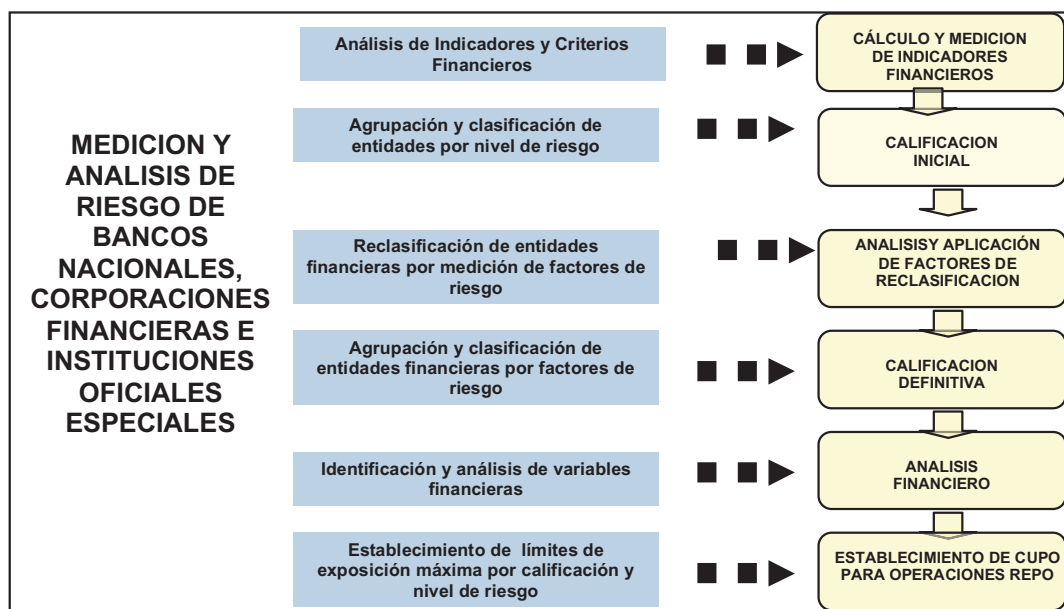 MEDICION Y
ANALISIS DE
RIESGO DE
BANCOS
NACIONALES,
CORPORACIONES
FINANCIERAS E
INSTITUCIONES
OFICIALES
ESPECIALES
Análisis de Indicadores y Criterios
Financieros
CÁLCULO Y MEDICION
DE INDICADORES
FINANCIEROS
Agrupación y clasificación de
entidades por nivel de riesgo
CALIFICACION
INICIAL
Reclasificación de entidades
financieras por medición de factores de
riesgo
ANALISISY APLICACIÓN
DE FACTORES DE
RECLASIFICACION
Agrupación y clasificación de
entidades financieras por factores de
riesgo
CALIFICACION
DEFINITIVA
Identificación y análisis de variables
financieras
ANALISIS
FINANCIERO
Establecimiento de límites de
exposición máxima por calificación y
nivel de riesgo
ESTABLECIMIENTO DE CUPO
PARA OPERACIONES REPO